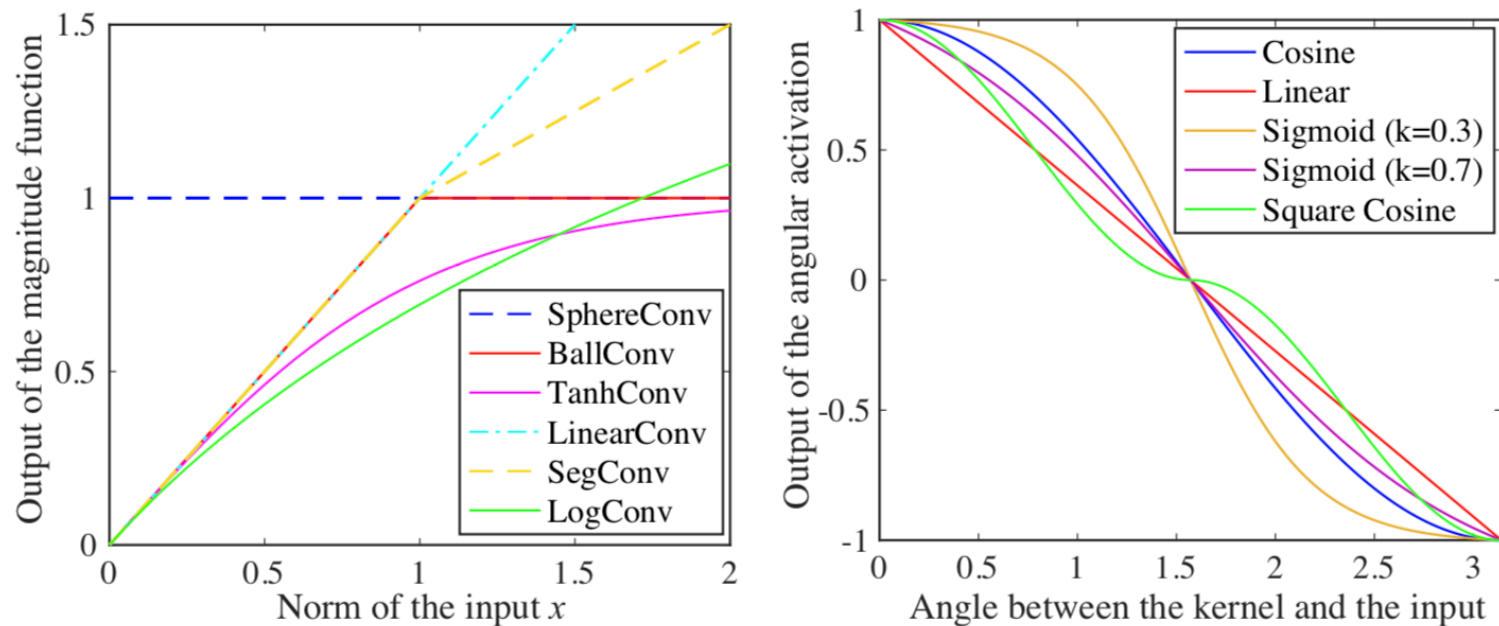 Output of the magnitude function
1.5
1
0.5
0
SphereConv
BallConv
TanhConv
LinearConv
SegConv
LogConv
0 0.5 1 1.5 2
Norm of the input x
Output of the angular activation
1
0.5
0
-0.5
-1
Cosine
Linear
Sigmoid (k=0.3)
Sigmoid (k=0.7)
Square Cosine
0 0.5 1 1.5 2 2.5 3
Angle between the kernel and the input